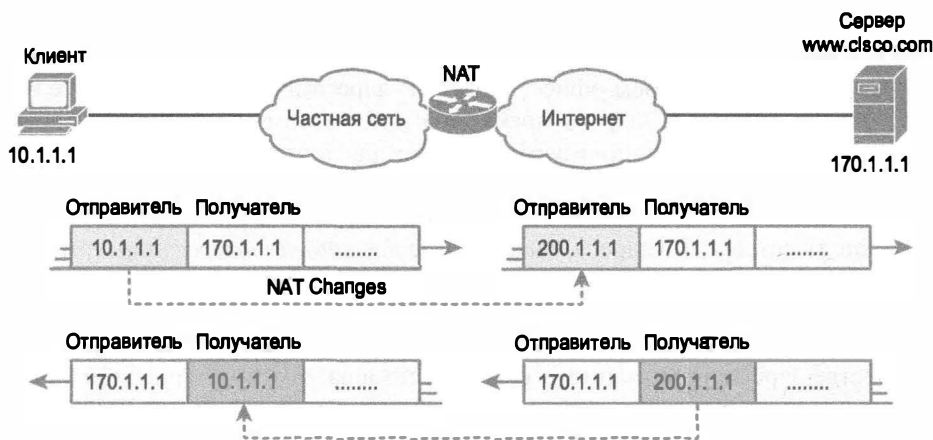 Сервер
www.cisco.com
Клиент
NAT
Частная сеть
Интернет
10.1.1.1
170.1.1.1
Отправитель Получатель
Отправитель Получатель
10.1.1.1 170.1.1.1 ........
200.1.1.1 170.1.1.1 ........
NAT Changes
Отправитель Получатель
Отправитель Получатель
170.1.1.1 10.1.1.1 ........
170.1.1.1 200.1.1.1 ........